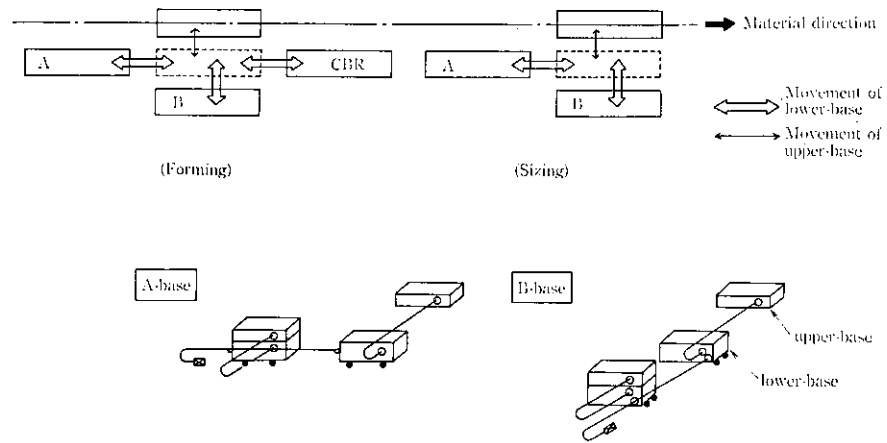 Material direction
A
CBR
A
B
B
Movement of
lower-base
Movement of
upper-base
(Forming)
(Sizing)
A-base
B-base
upper-base
lower-base